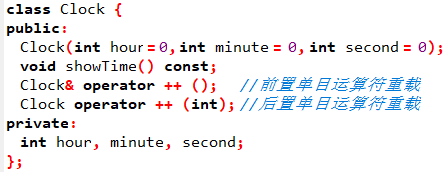 class Clock {
public:
  Clock(int hour=0,int minute=0,int second=0);
  void showTime() const;
  Clock& operator ++ ();  //前置单目运算符重载
  Clock operator ++ (int);//后置单目运算符重载
private:
  int hour, minute, second;
};